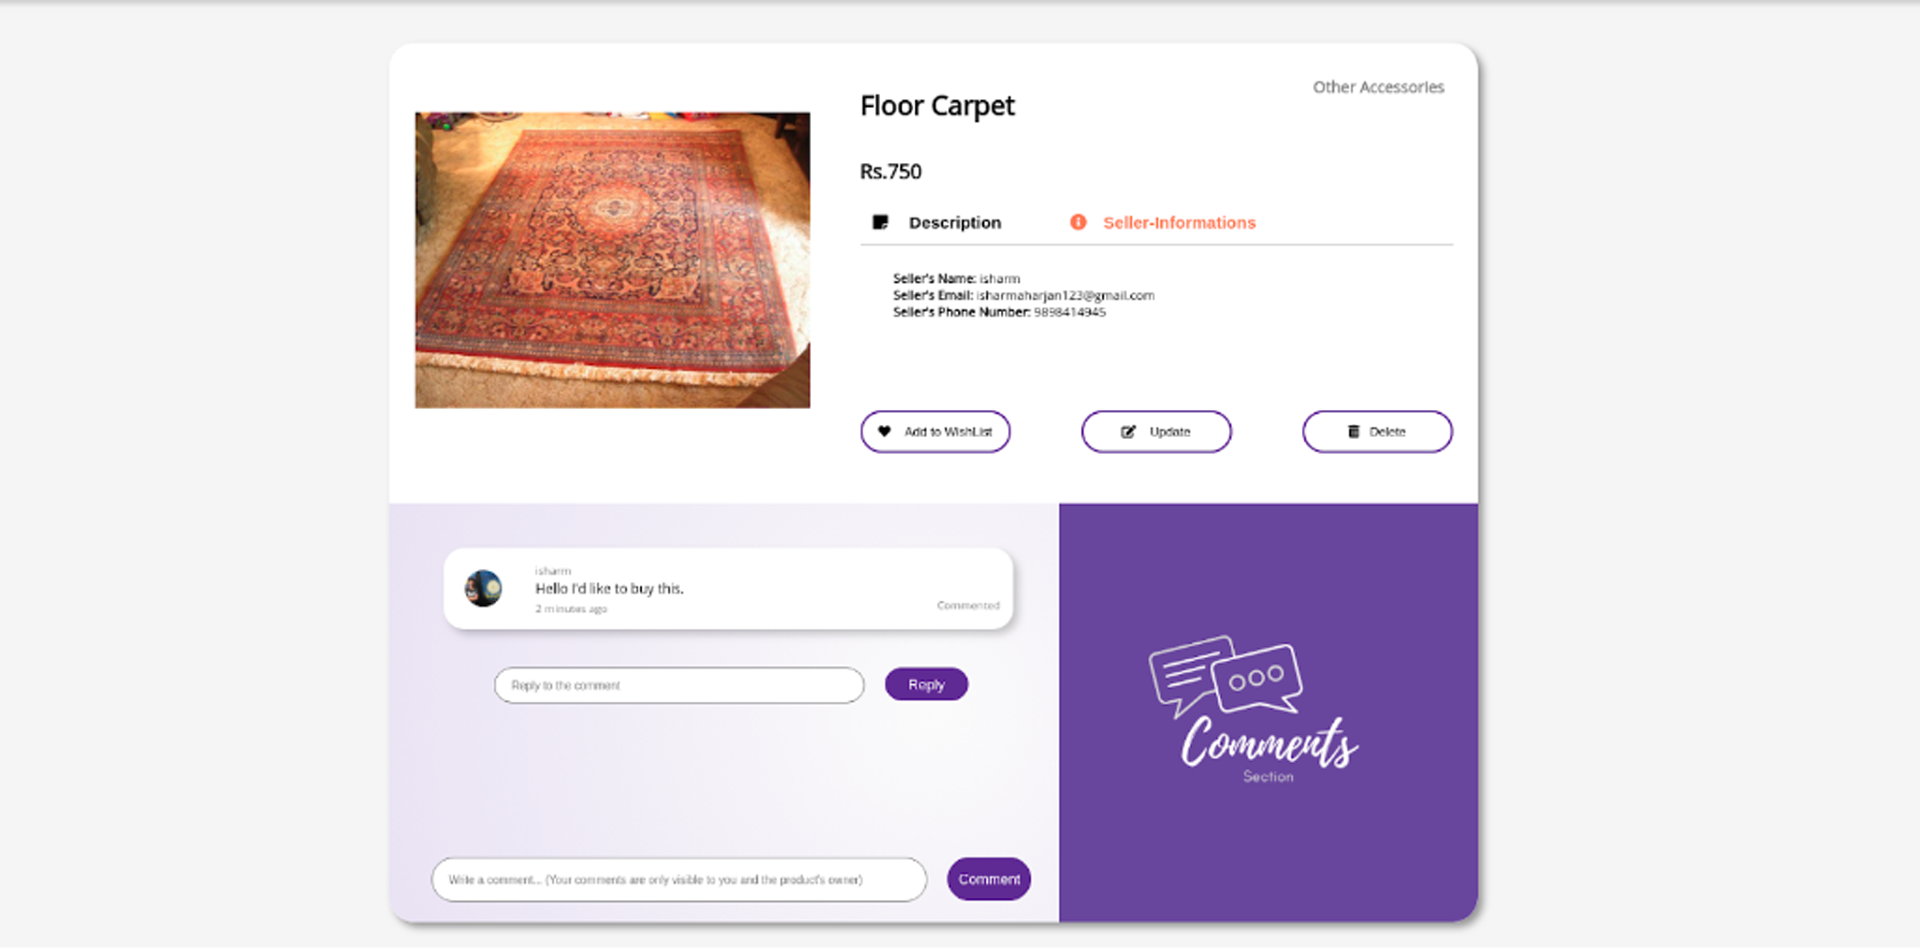 Other Accessories
Floor Carpet
Rs.750
Description
Seller-Informations
Seller's Name: isharm
Seller's Email: isharmaharjan123@gmail.com
Seller's Phone Number: 9898414945
Add to WishList
Update
Delete
isharm
Hello I'd like to buy this.
2 minutes ago
Commented
Reply to the comment
Reply
Comments
Section
Write a comment... (Your comments are only visible to you and the product's owner)
Comment